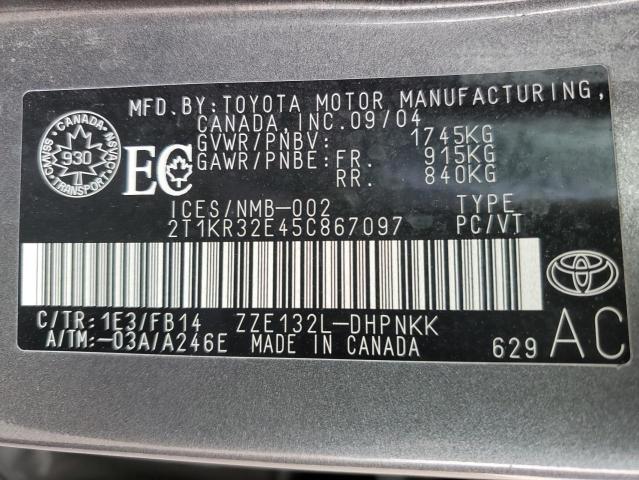 MFD. BY: TOYOTA MOTOR MANUFACTURING,
CANADA, INC. 09/04
GVWR/PNBV: 1745KG
GAWR/PNBE: FR. 915KG
RR. 840KG
CANADA
CMVSS
930
NSVAC
TRANSPORT
EC
ICES/NMB-002 TYPE
2T1KR32E45C867097 PC/VT
C/TR: 1E3/FB14 ZZE132L-DHPNKK
A/TM: -03A/A246E MADE IN CANADA
629 AC